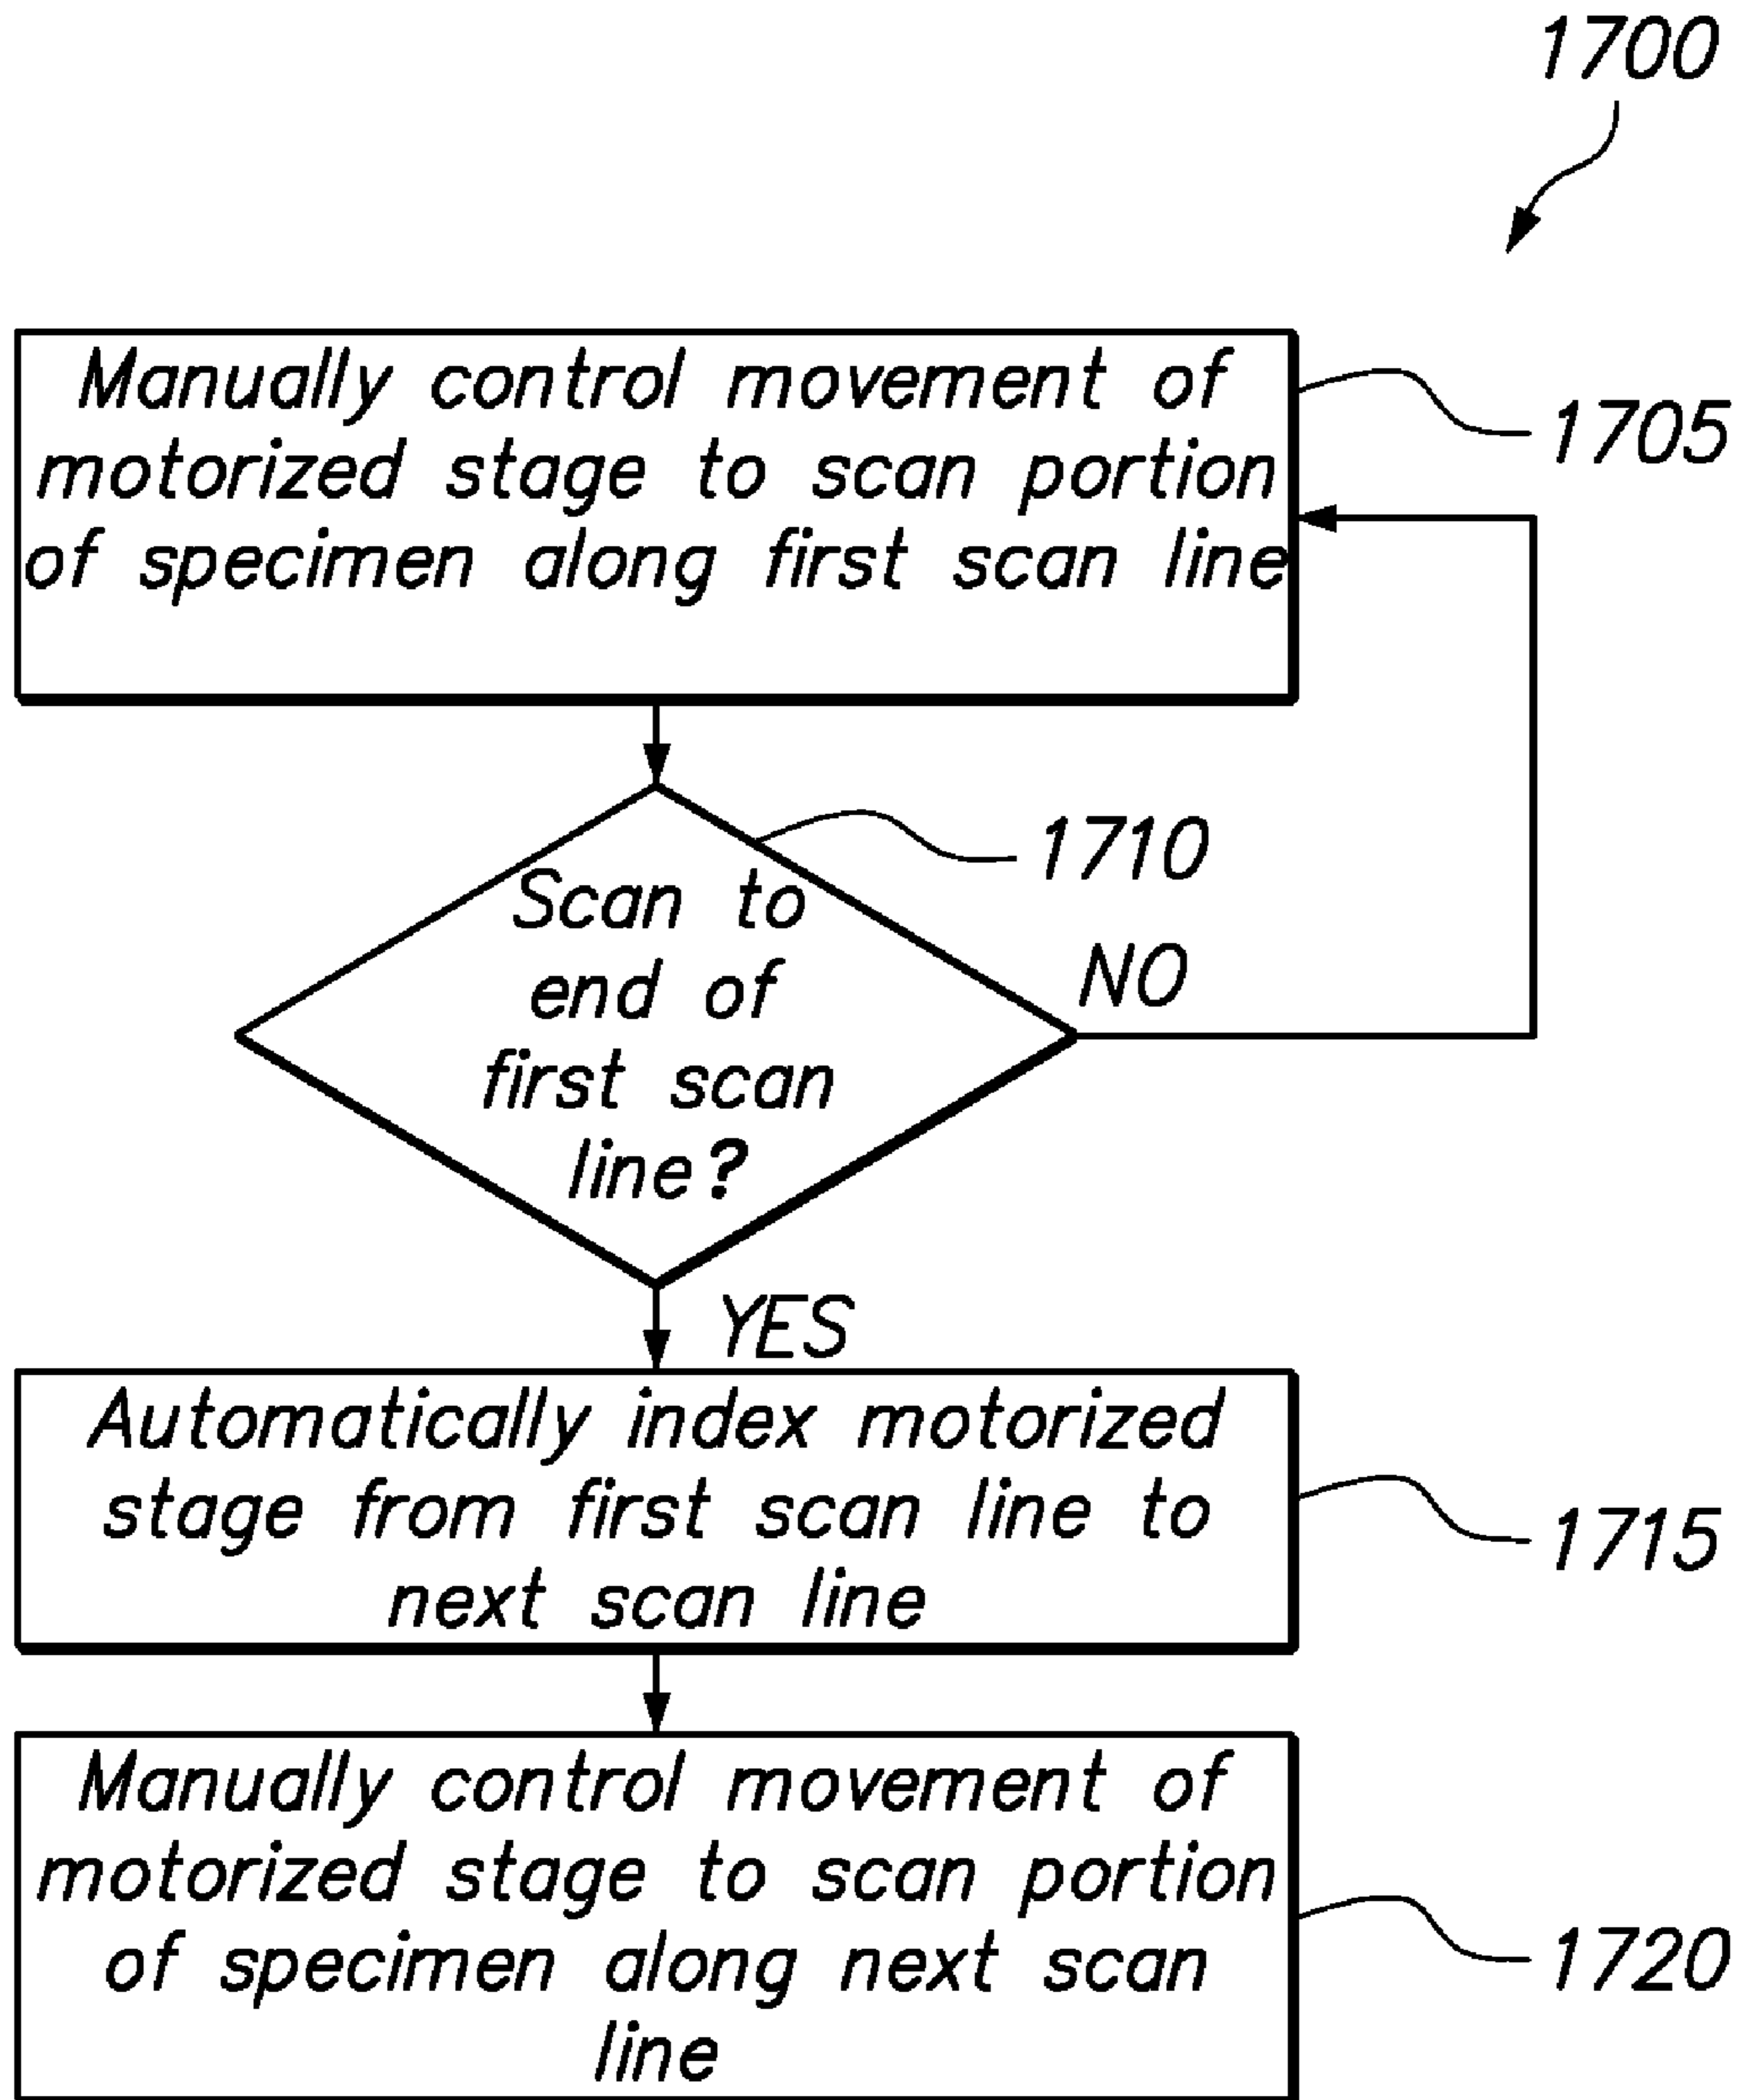 1700
Manually control movement of
motorized stage to scan portion
of specimen along first scan line
1705
1710
Scan to
end of
first scan
line?
NO
YES
Automatically index motorized
stage from first scan line to
next scan line
1715
Manually control movement of
motorized stage to scan portion
of specimen along next scan
line
1720